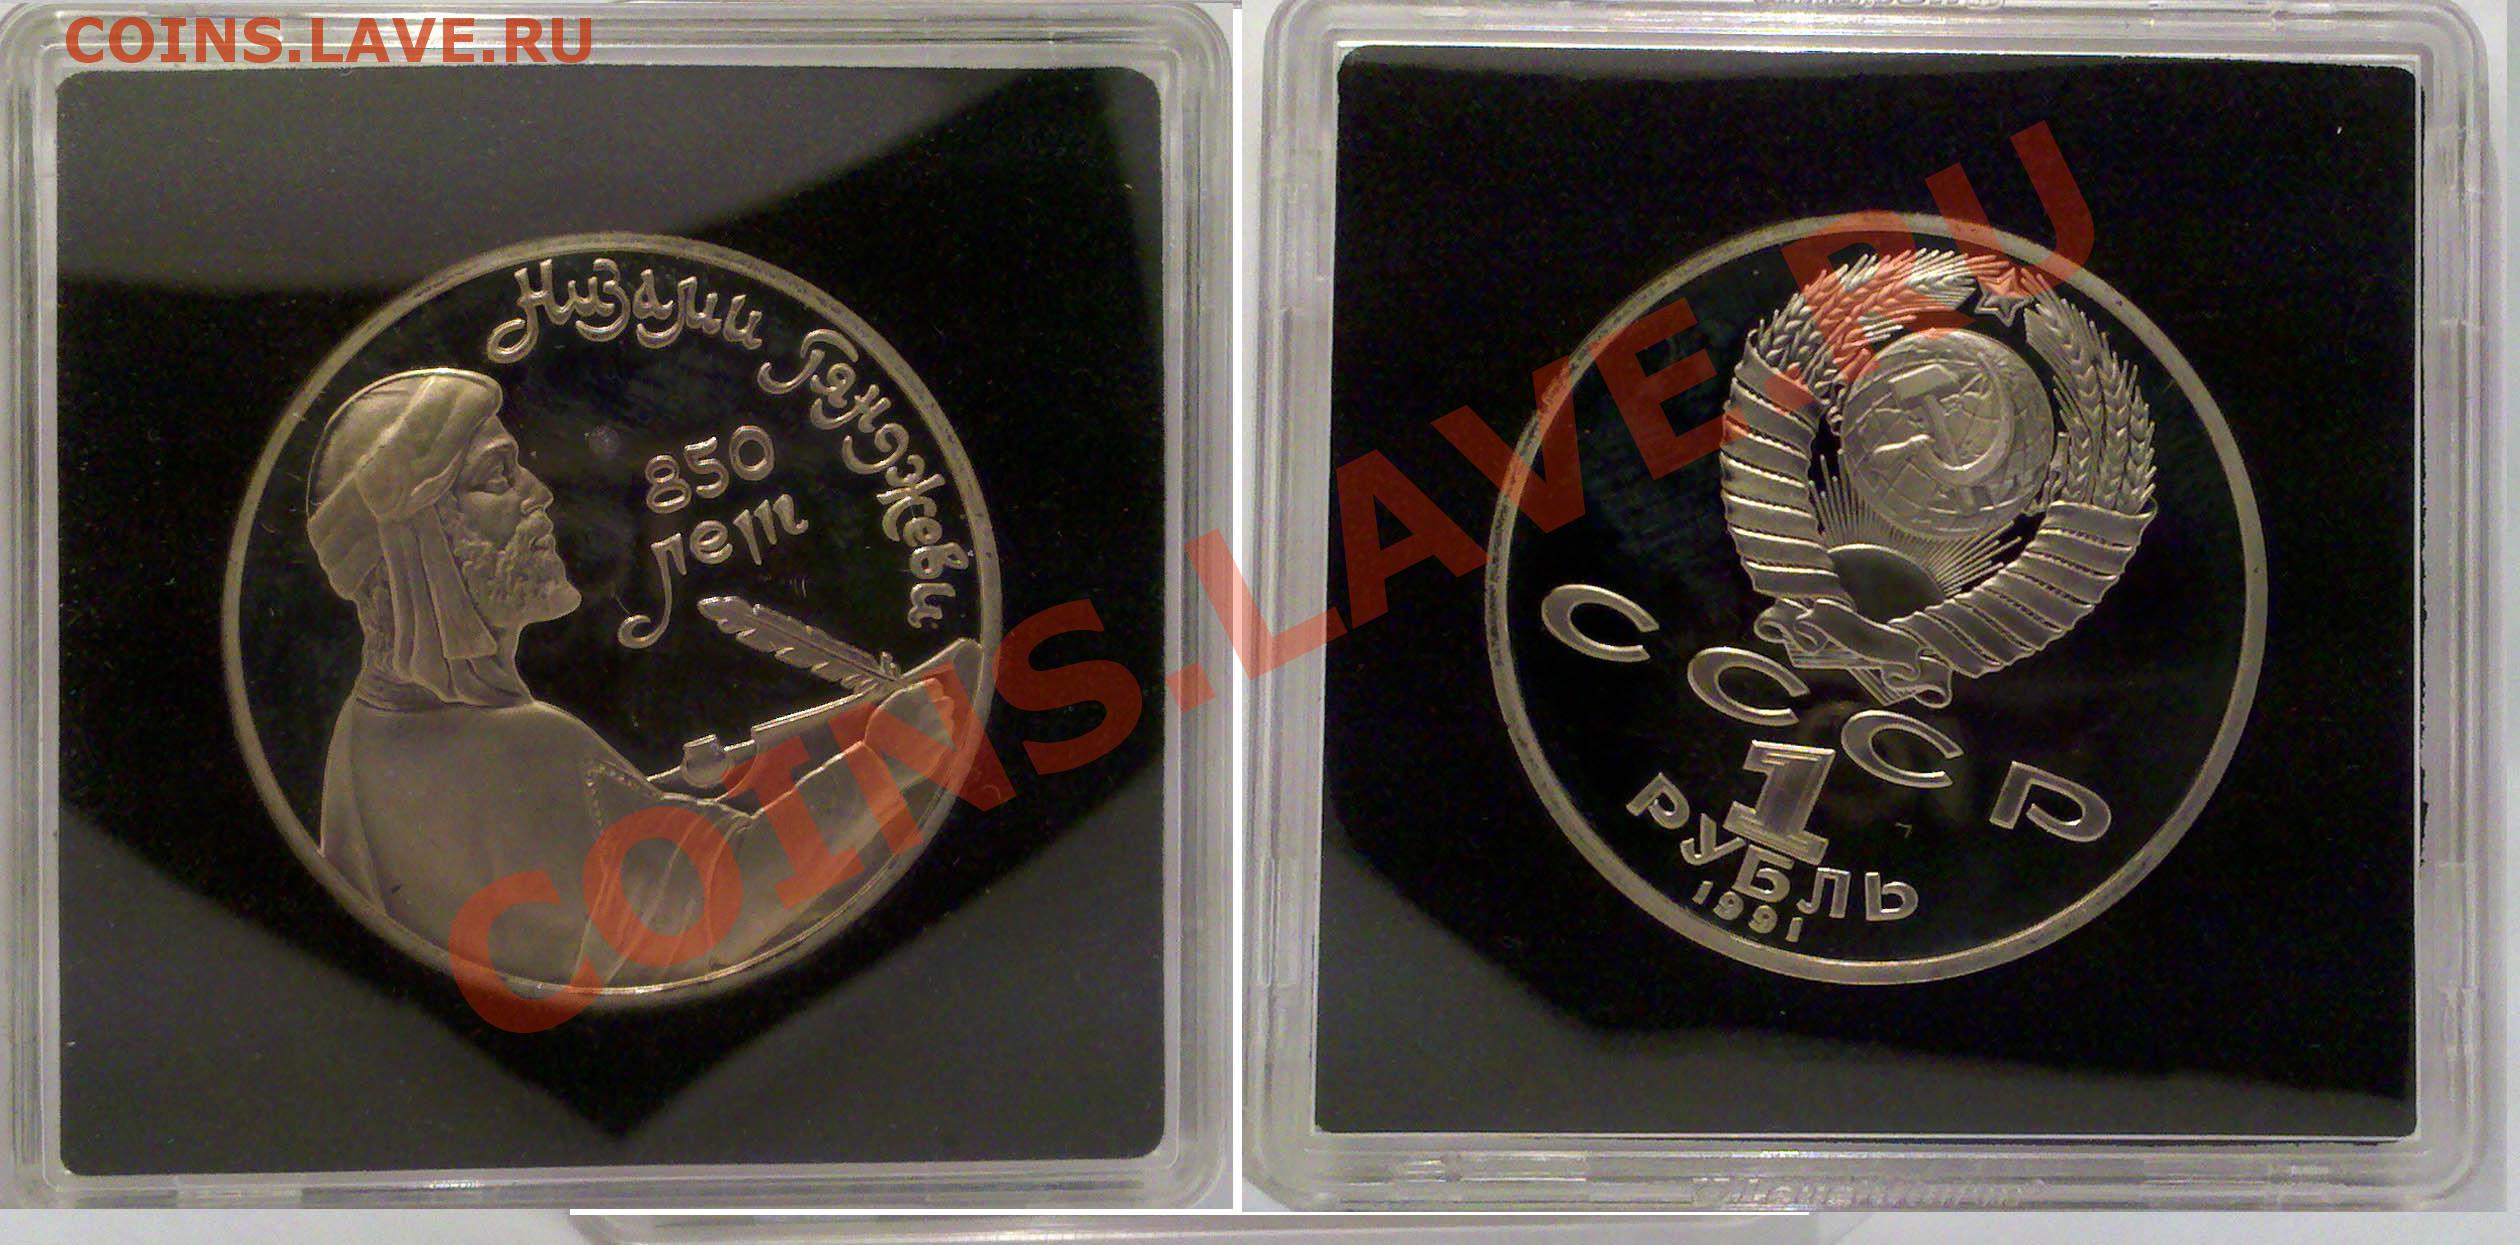 COINS.LAVE.RU
Низами Гянджеви
850
лет
СССР
1
РУБЛЬ
1991
COINS.LAVE.RU